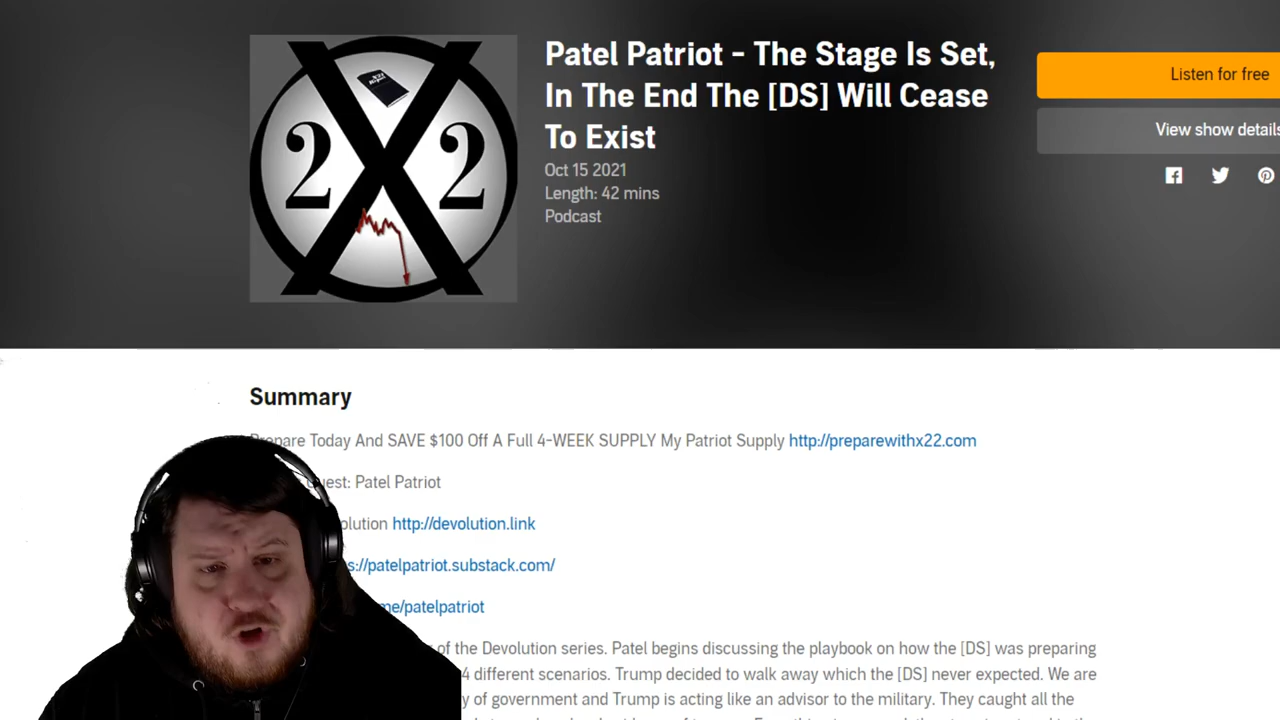 Patel Patriot - The Stage Is Set,
In The End The [DS] Will Cease
To Exist
Oct 15 2021
Length: 42 mins
Podcast
Listen for free
View show details
2 X 2
Summary
Prepare Today And SAVE $100 Off A Full 4-WEEK SUPPLY My Patriot Supply http://preparewithx22.com
Patel Patriot
http://devolution.link
patelpatriot.substack.com/
me/patelpatriot
of the Devolution series. Patel begins discussing the playbook on how the [DS] was preparing
4 different scenarios. Trump decided to walk away which the [DS] never expected. We are
of government and Trump is acting like an advisor to the military. They caught all the